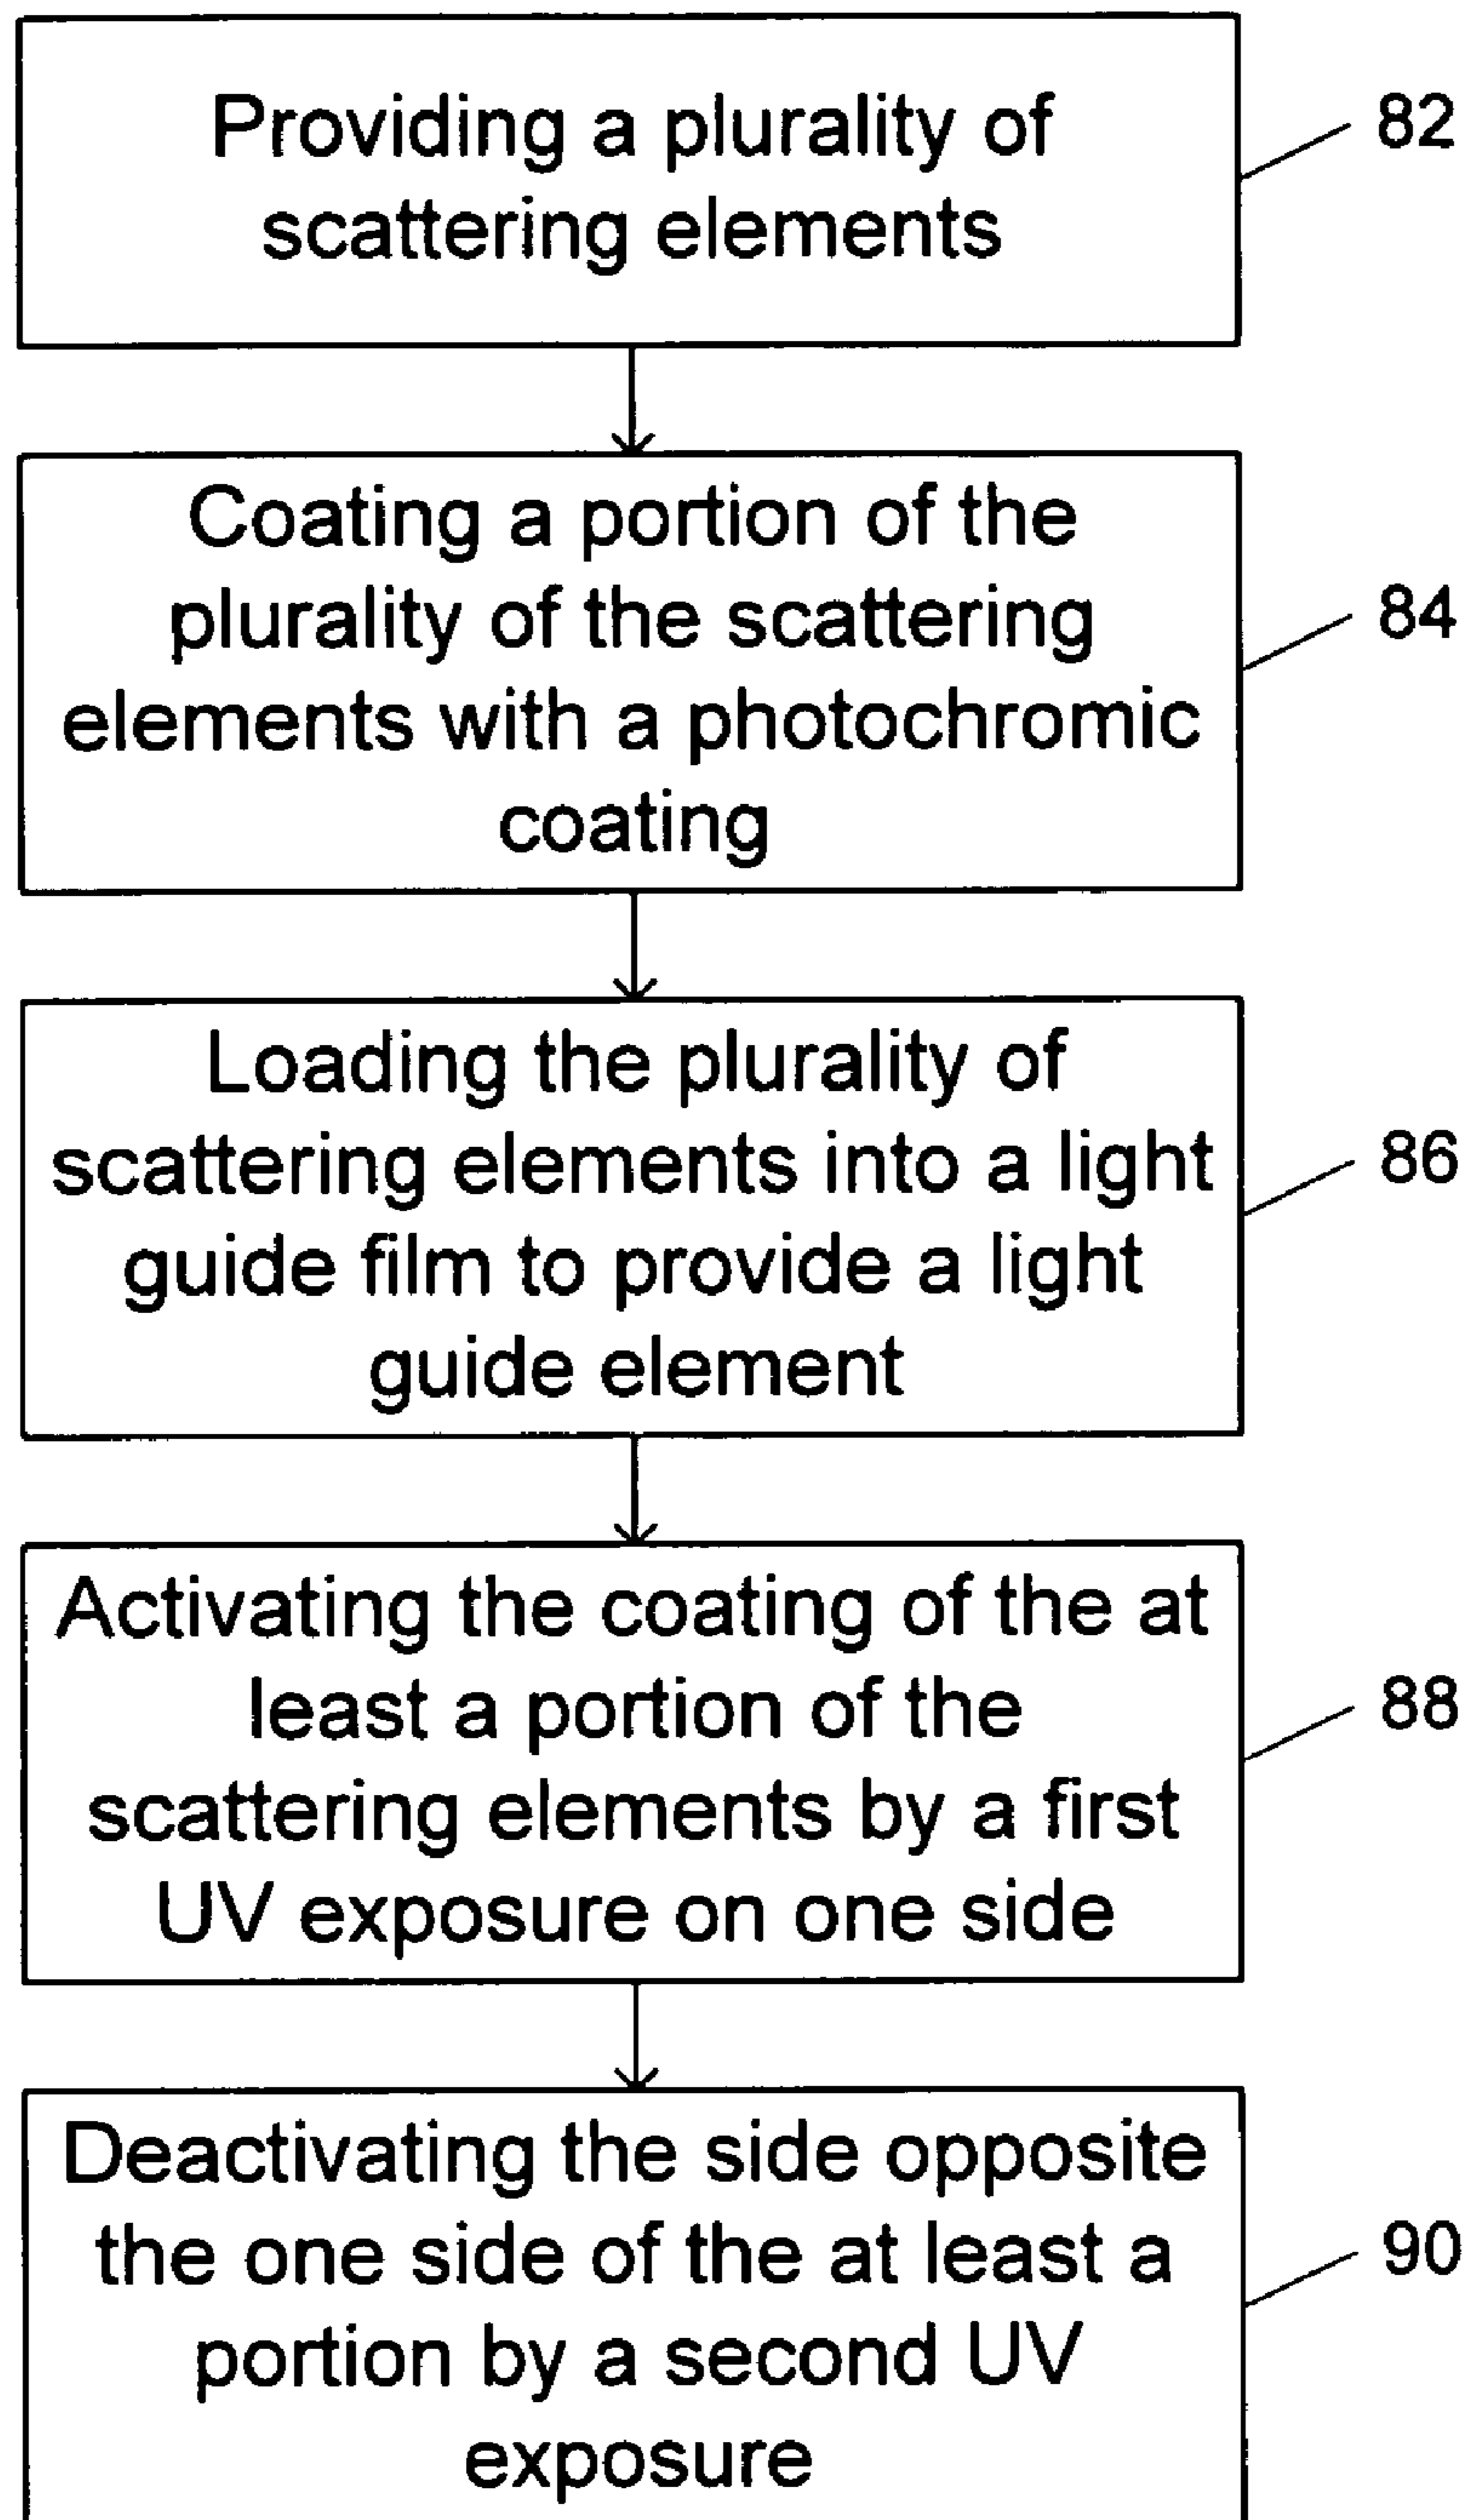 Providing a plurality of
scattering elements
82
Coating a portion of the
plurality of the scattering
elements with a photochromic
coating
84
Loading the plurality of
scattering elements into a light
guide film to provide a light
guide element
86
Activating the coating of the at
least a portion of the
scattering elements by a first
UV exposure on one side
88
Deactivating the side opposite
the one side of the at least a
portion by a second UV
exposure
90